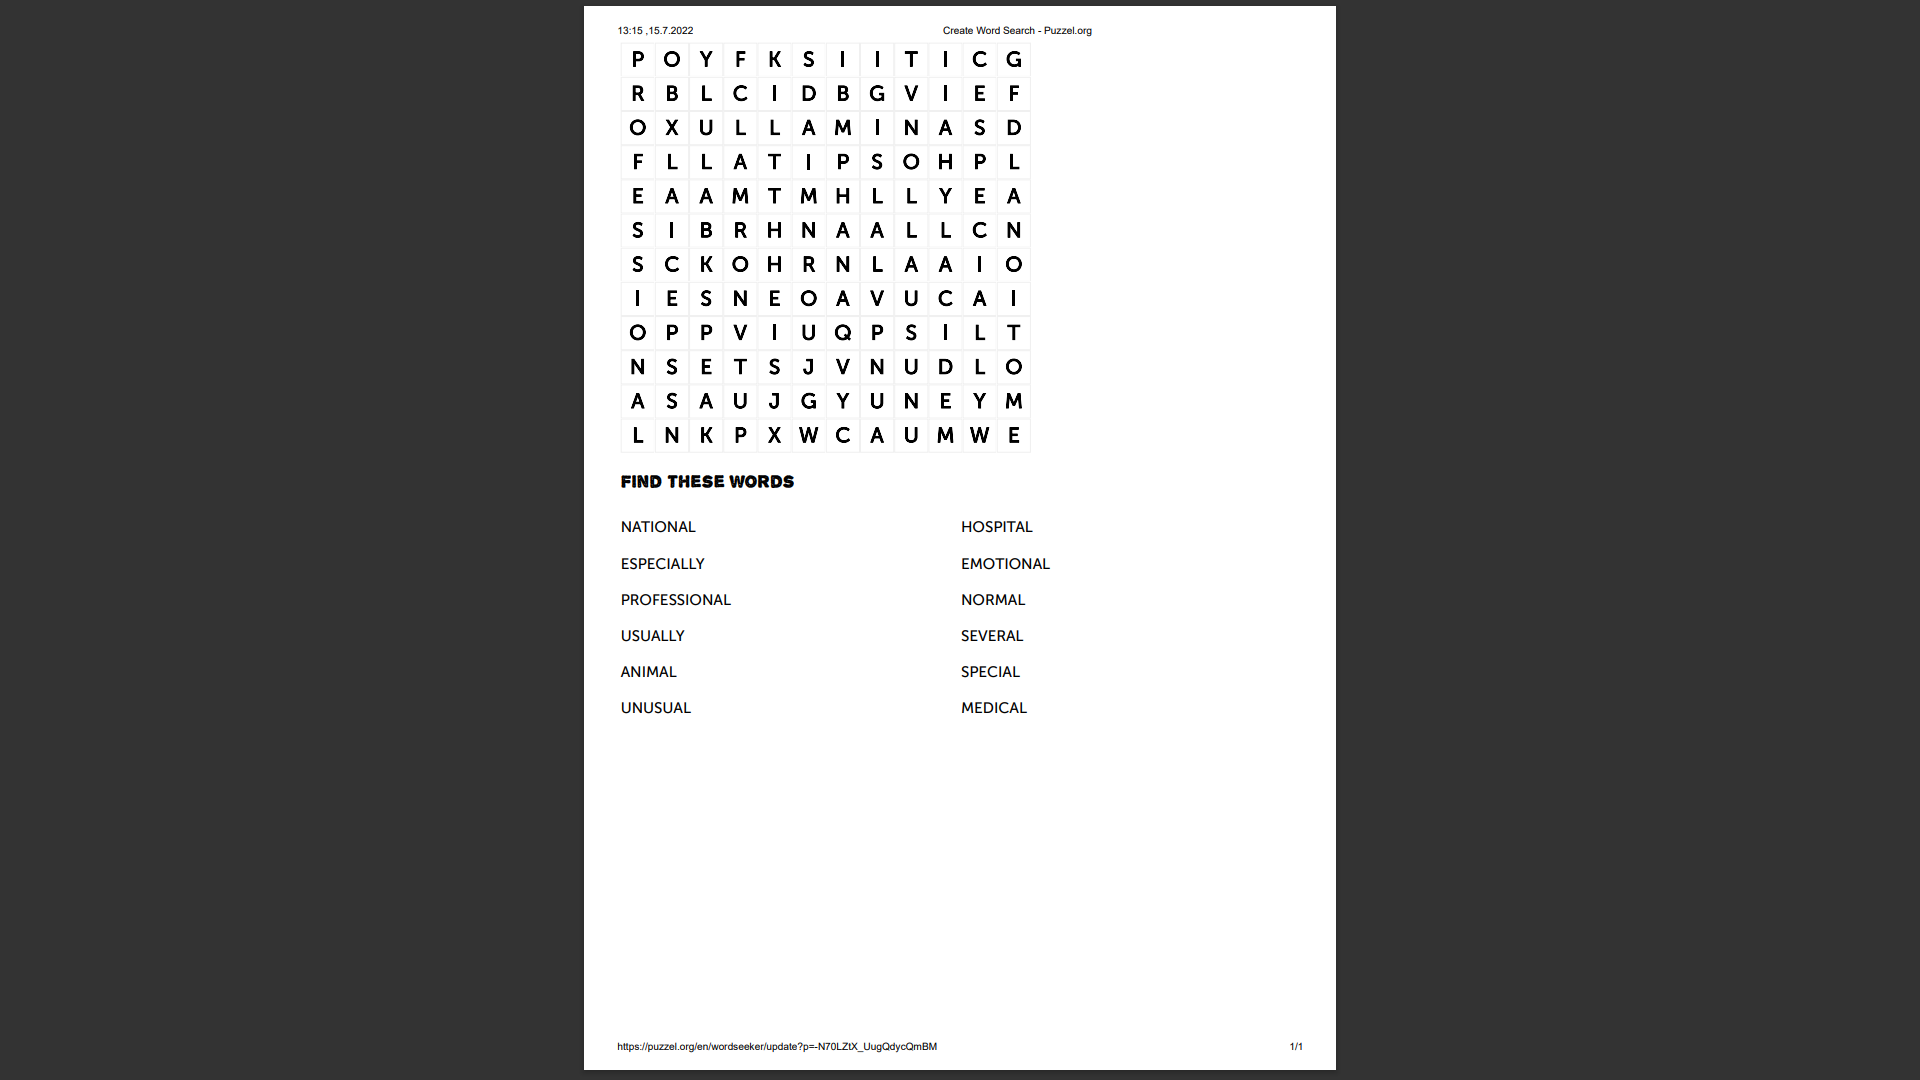 13:15 ,15.7.2022 Create Word Search - Puzzel.org
P O Y F K S I I T I C G
R B L C I D B G V I E F
O X U L L A M I N A S D
F L L A T I P S O H P L
E A A M T M H L L Y E A
S I B R H N A A L L C N
S C K O H R N L A A I O
I E S N E O A V U C A I
O P P V I U Q P S I L T
N S E T S J V N U D L O
A S A U J G Y U N E Y M
L N K P X W C A U M W E
FIND THESE WORDS
NATIONAL HOSPITAL
ESPECIALLY EMOTIONAL
PROFESSIONAL NORMAL
USUALLY SEVERAL
ANIMAL SPECIAL
UNUSUAL MEDICAL
https://puzzel.org/en/wordseeker/update?p=-N70LZtX_UugQdycQmBM 1/1